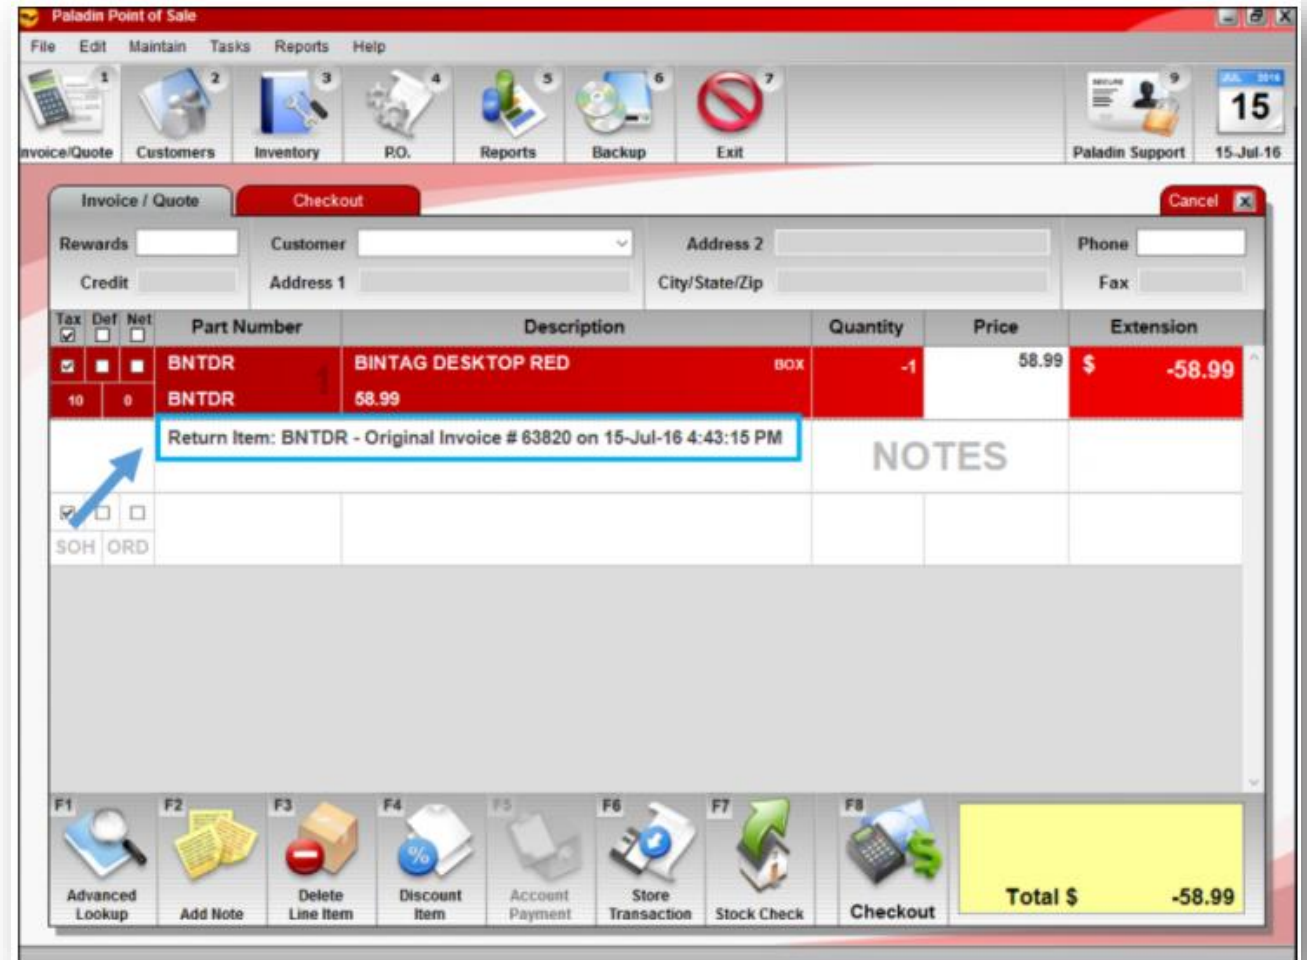 Paladin Point of Sale
File Edit Maintain Tasks Reports Help
1 2 3 4 5 6 7 9 JUL 2016
15
nvoice/Quote Customers Inventory P.O. Reports Backup Exit Paladin Support 15-Jul-16
Invoice / Quote Checkout Cancel X
Rewards Customer Address 2 Phone
Credit Address 1 City/State/Zip Fax
Tax Def Net Part Number Description Quantity Price Extension
BNTDR 1 BINTAG DESKTOP RED BOX -1 58.99 $ -58.99
10 0 BNTDR 58.99
Return Item: BNTDR - Original Invoice # 63820 on 15-Jul-16 4:43:15 PM
NOTES
SOH ORD
F1 F2 F3 F4 F5 F6 F7 F8
Advanced Lookup Add Note Delete Line Item Discount Item Account Payment Store Transaction Stock Check Checkout Total $ -58.99